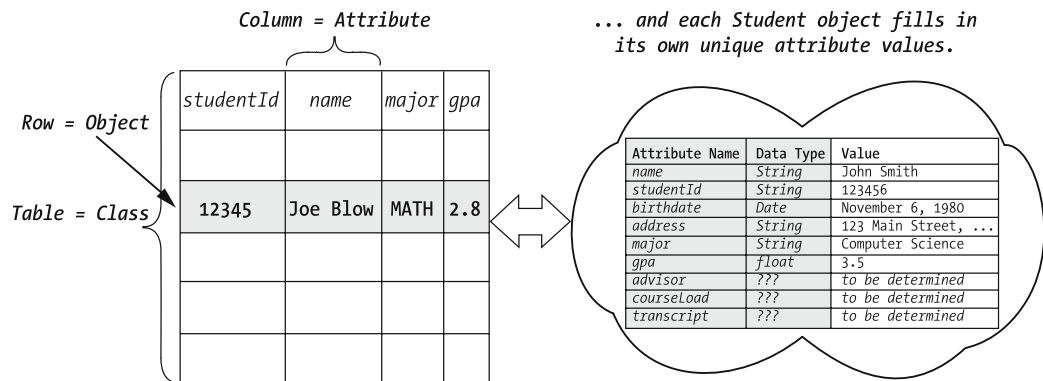 Column = Attribute
... and each Student object fills in
its own unique attribute values.
studentId name major gpa
Row = Object
Table = Class
12345 Joe Blow MATH 2.8
Attribute Name Data Type Value
name String John Smith
studentId String 123456
birthdate Date November 6, 1980
address String 123 Main Street, ...
major String Computer Science
gpa float 3.5
advisor ??? to be determined
courseLoad ??? to be determined
transcript ??? to be determined